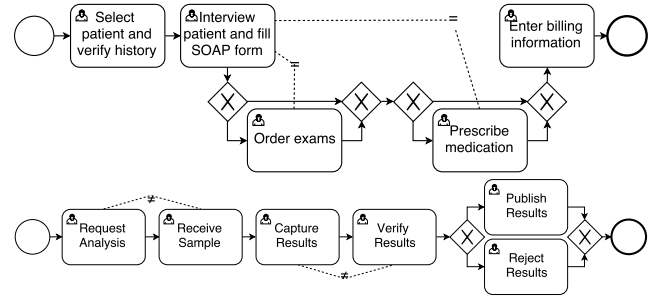 Select
patient and
verify history
Interview
patient and fill
SOAP form
=
=
Enter billing
information
X
X
X
X
Order exams
Prescribe
medication
≠
Request
Analysis
Receive
Sample
Capture
Results
Verify
Results
≠
X
Publish
Results
Reject
Results
X